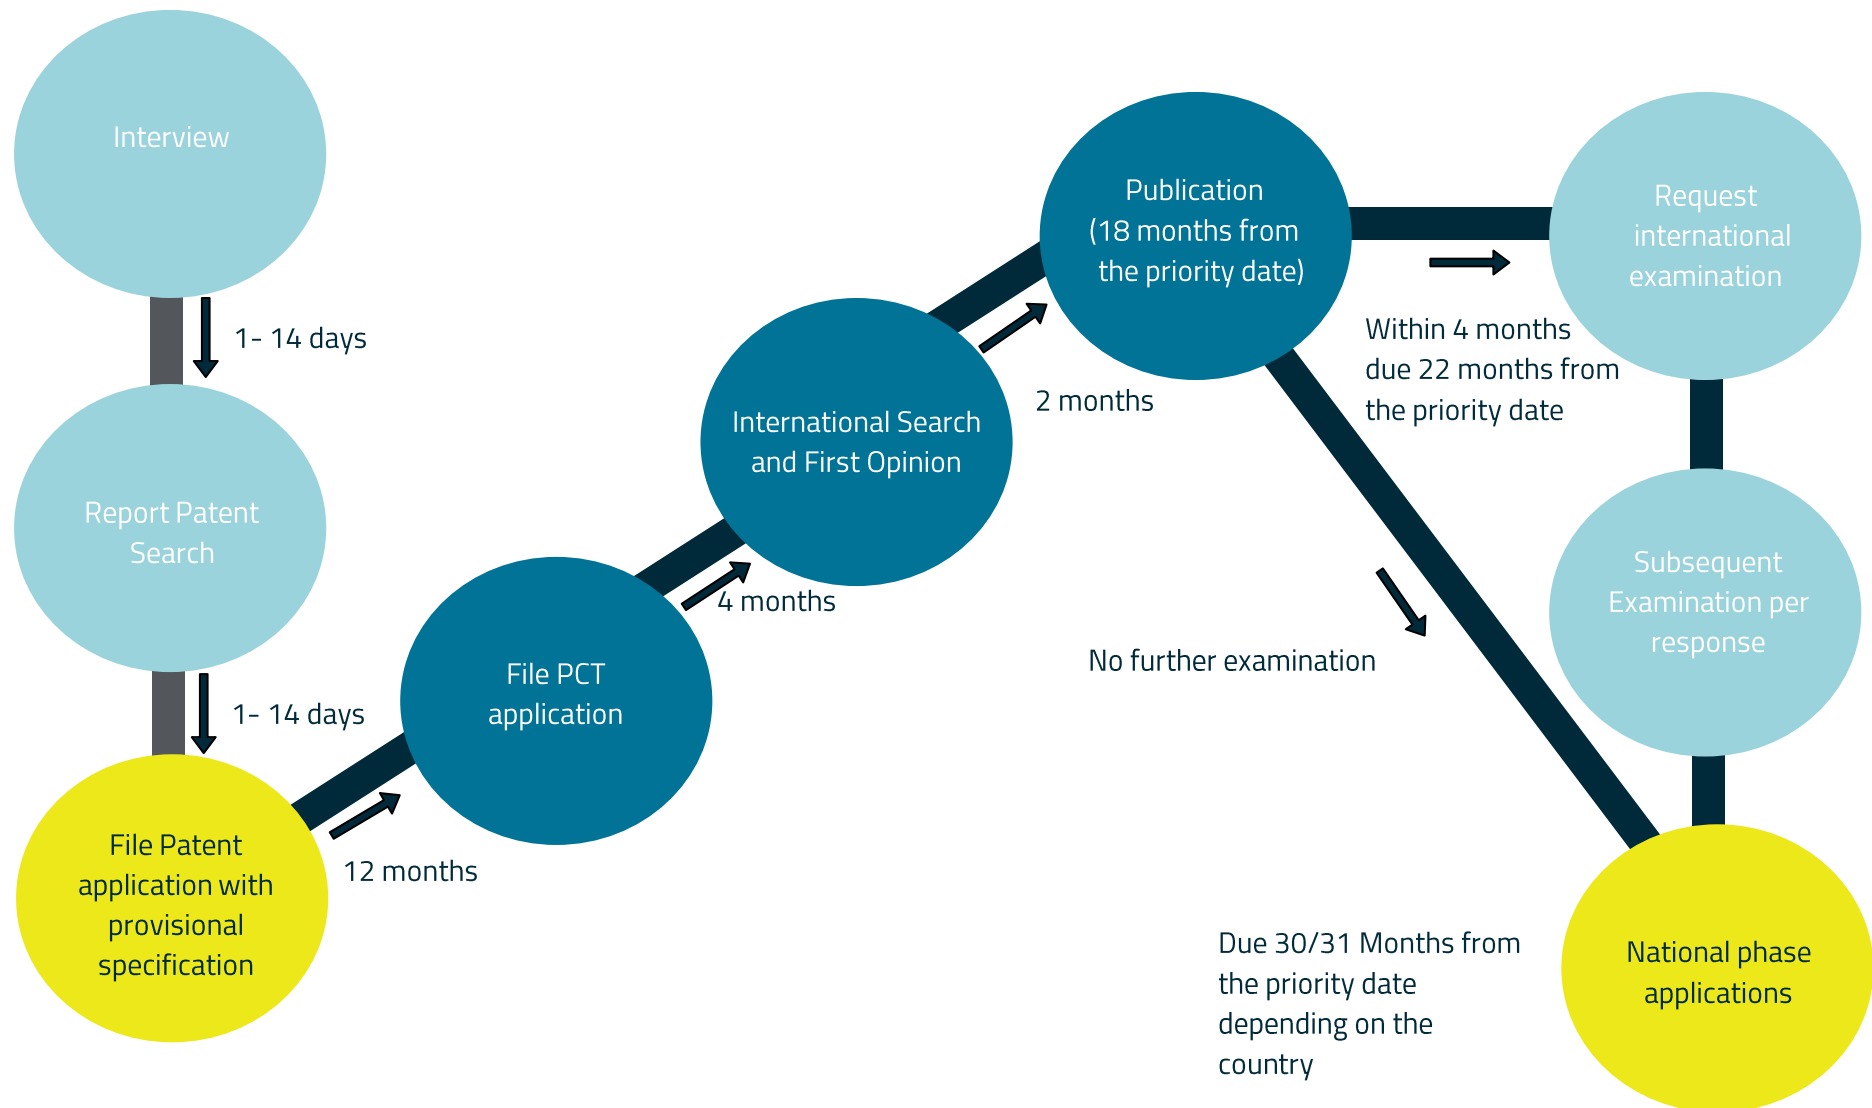 Interview
1- 14 days
Report Patent
Search
1- 14 days
File Patent
application with
provisional
specification
12 months
File PCT
application
4 months
International Search
and First Opinion
2 months
Publication
(18 months from
the priority date)
Within 4 months
due 22 months from
the priority date
Request
international
examination
Subsequent
Examination per
response
No further examination
Due 30/31 Months from
the priority date
depending on the
country
National phase
applications